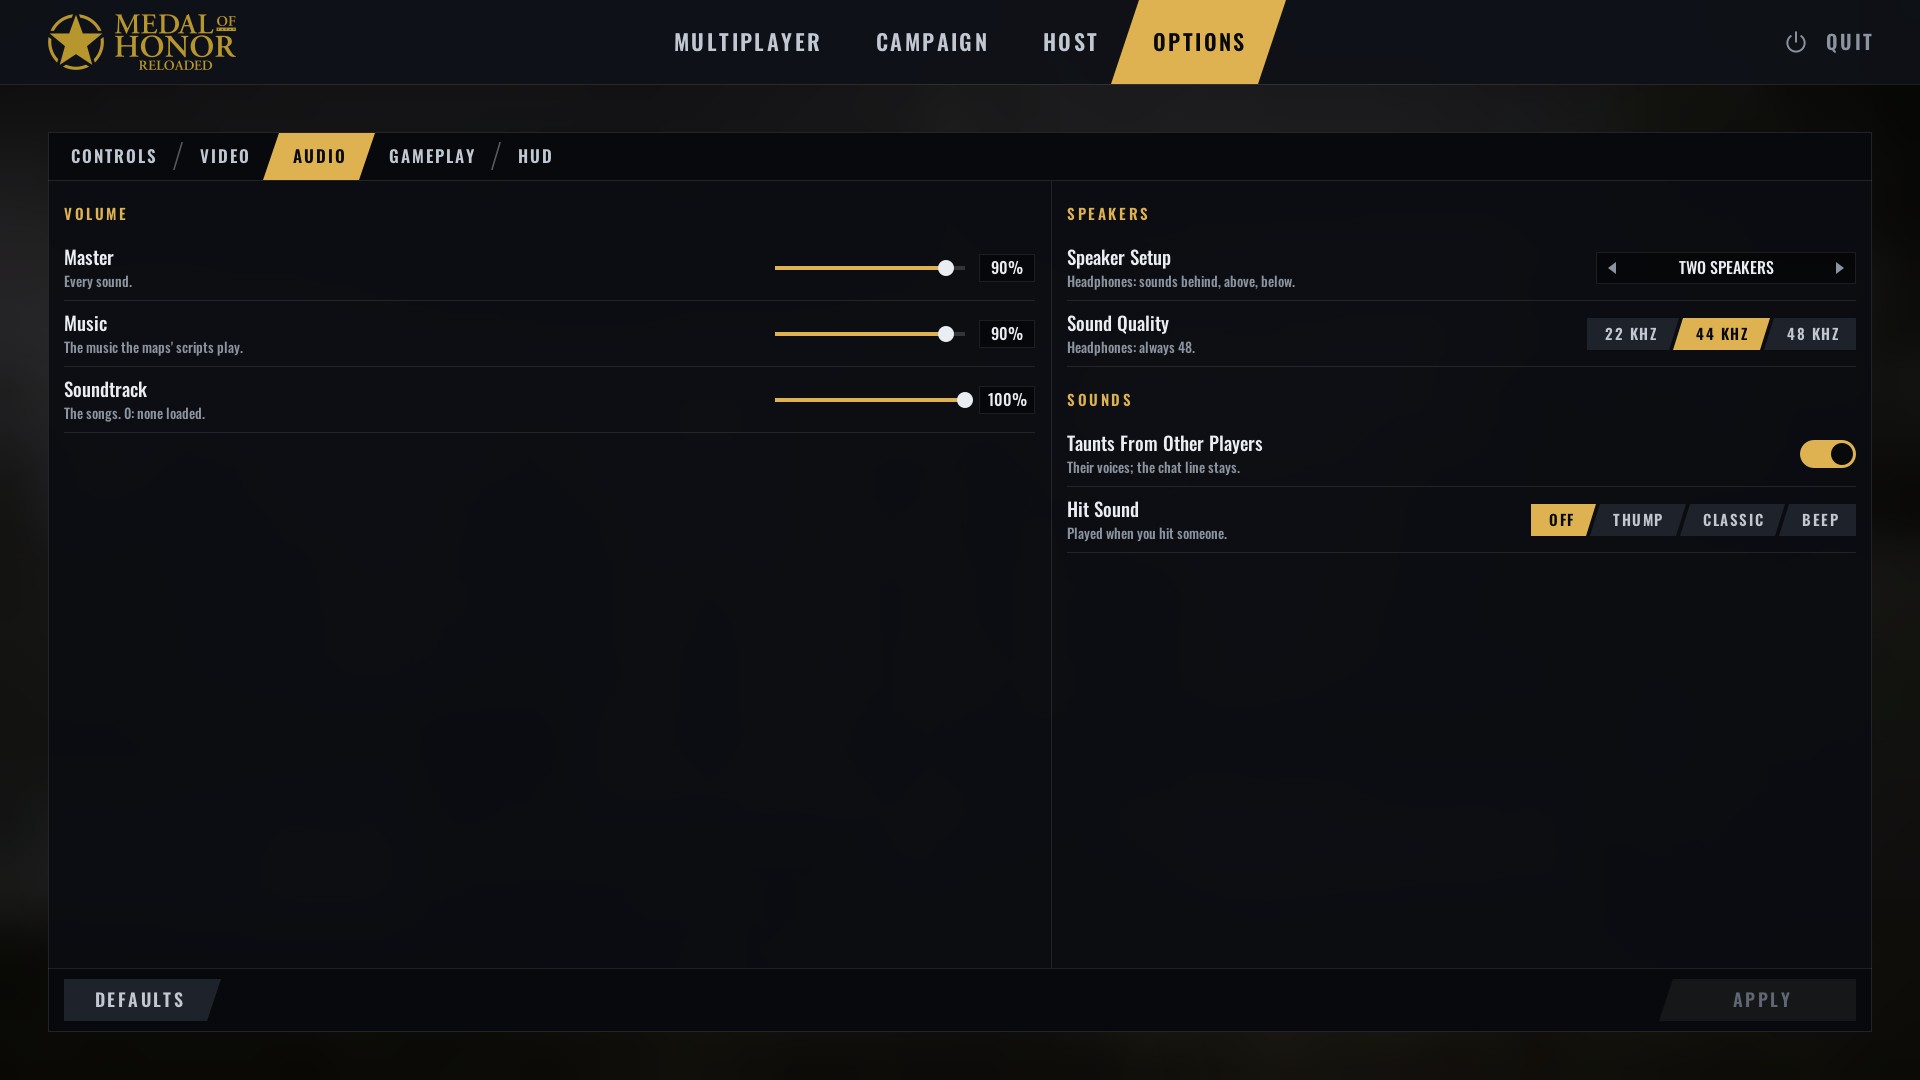 MEDAL OF
HONOR
RELOADED
MULTIPLAYER
CAMPAIGN
HOST
OPTIONS
QUIT
CONTROLS
VIDEO
AUDIO
GAMEPLAY
HUD
VOLUME
Master
Every sound.
90%
Music
The music the maps' scripts play.
90%
Soundtrack
The songs. 0: none loaded.
100%
SPEAKERS
Speaker Setup
Headphones: sounds behind, above, below.
TWO SPEAKERS
Sound Quality
Headphones: always 48.
22 KHZ
44 KHZ
48 KHZ
SOUNDS
Taunts From Other Players
Their voices; the chat line stays.
Hit Sound
Played when you hit someone.
OFF
THUMP
CLASSIC
BEEP
DEFAULTS
APPLY